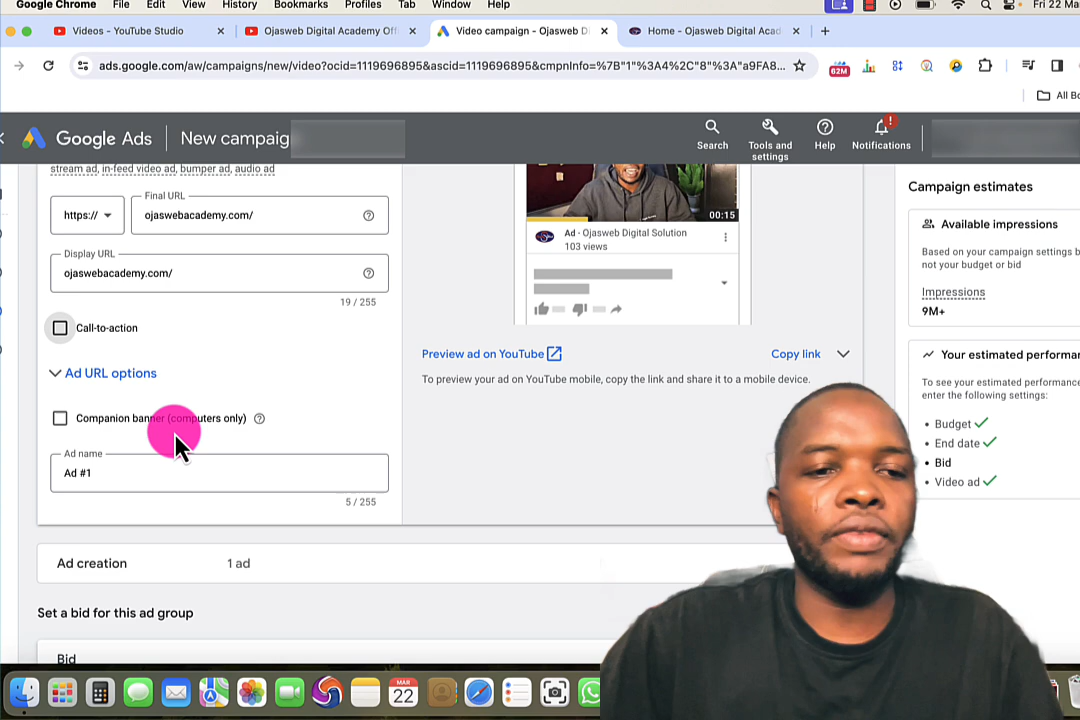 Google Chrome File Edit View History Bookmarks Profiles Tab Window Help Fri 22 Ma
Videos - YouTube Studio
Ojasweb Digital Academy Off
Video campaign - Ojasweb Di
Home - Ojasweb Digital Acad
ads.google.com/aw/campaigns/new/video?ocid=1119696895&ascid=1119696895&cmpnInfo=%7B"1"%3A4%2C"8"%3A"a9FA8...
62M
All Bo
Google Ads
New campaig
Search
Tools and settings
Help
!
Notifications
stream ad, in-feed video ad, bumper ad, audio ad
https://
Final URL
ojaswebacademy.com/
Display URL
ojaswebacademy.com/
19 / 255
Call-to-action
Ad URL options
Companion banner (computers only)
Ad name
Ad #1
5 / 255
00:15
Ad - Ojasweb Digital Solution
103 views
Preview ad on YouTube
Copy link
To preview your ad on YouTube mobile, copy the link and share it to a mobile device.
Campaign estimates
Available impressions
Based on your campaign settings b
not your budget or bid
Impressions
9M+
Your estimated performa
To see your estimated performance
enter the following settings:
• Budget
• End date
• Bid
• Video ad
Ad creation
1 ad
Set a bid for this ad group
Bid
MAR
22